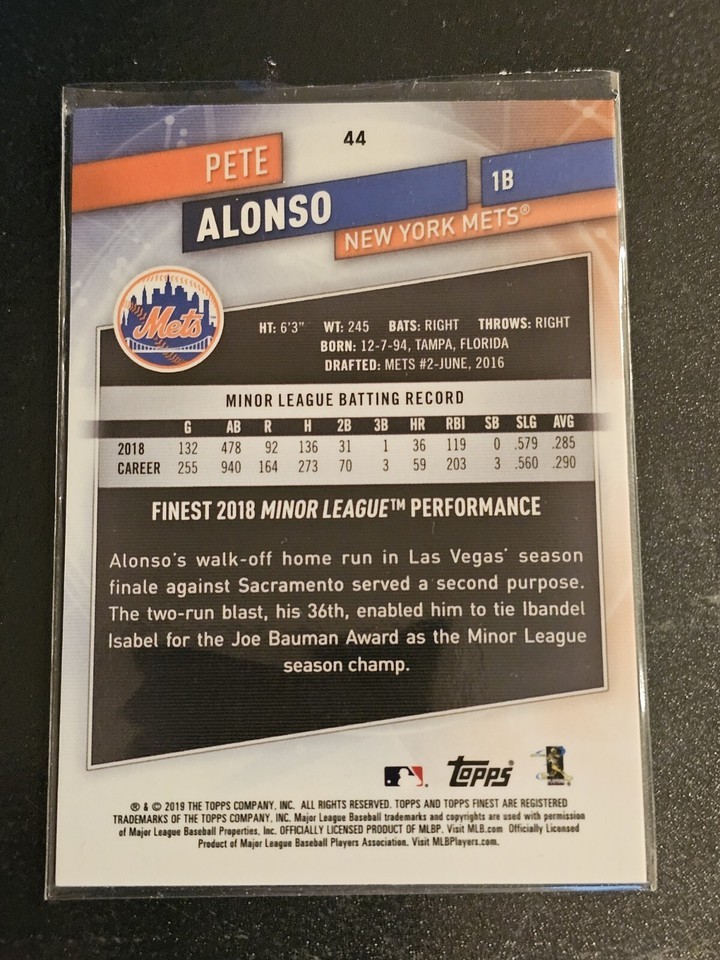 44
PETE
ALONSO
1B
NEW YORK METS®
Mets
HT: 6'3" WT: 245 BATS: RIGHT THROWS: RIGHT
BORN: 12-7-94, TAMPA, FLORIDA
DRAFTED: METS #2-JUNE, 2016
MINOR LEAGUE BATTING RECORD
G AB R H 2B 3B HR RBI SB SLG AVG
2018 132 478 92 136 31 1 36 119 0 .579 .285
CAREER 255 940 164 273 70 3 59 203 3 .560 .290
FINEST 2018 MINOR LEAGUE™ PERFORMANCE
Alonso's walk-off home run in Las Vegas' season
finale against Sacramento served a second purpose.
The two-run blast, his 36th, enabled him to tie Ibandel
Isabel for the Joe Bauman Award as the Minor League
season champ.
Topps®
® & © 2019 THE TOPPS COMPANY, INC. ALL RIGHTS RESERVED. TOPPS AND TOPPS FINEST ARE REGISTERED
TRADEMARKS OF THE TOPPS COMPANY, INC. Major League Baseball trademarks and copyrights are used with permission
of Major League Baseball Properties, Inc. OFFICIALLY LICENSED PRODUCT OF MLBP. Visit MLB.com Officially Licensed
Product of Major League Baseball Players Association. Visit MLBPlayers.com.